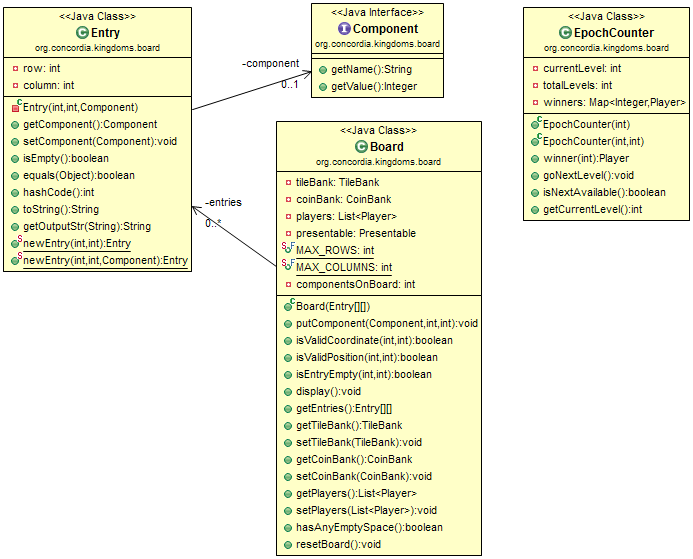 <<Java Class>>
Entry
org.concordia.kingdoms.board
row: int
column: int
Entry(int,int,Component)
getComponent():Component
setComponent(Component):void
isEmpty():boolean
equals(Object):boolean
hashCode():int
toString():String
getOutputStr(String):String
newEntry(int,int):Entry
newEntry(int,int,Component):Entry
-component
0..1
<<Java Interface>>
Component
org.concordia.kingdoms.board
getName():String
getValue():Integer
-entries
0..*
<<Java Class>>
Board
org.concordia.kingdoms.board
tileBank: TileBank
coinBank: CoinBank
players: List<Player>
presentable: Presentable
MAX_ROWS: int
MAX_COLUMNS: int
componentsOnBoard: int
Board(Entry[][])
putComponent(Component,int,int):void
isValidCoordinate(int,int):boolean
isValidPosition(int,int):boolean
isEntryEmpty(int,int):boolean
display():void
getEntries():Entry[][]
getTileBank():TileBank
setTileBank(TileBank):void
getCoinBank():CoinBank
setCoinBank(CoinBank):void
getPlayers():List<Player>
setPlayers(List<Player>):void
hasAnyEmptySpace():boolean
resetBoard():void
<<Java Class>>
EpochCounter
org.concordia.kingdoms.board
currentLevel: int
totalLevels: int
winners: Map<Integer,Player>
EpochCounter(int)
EpochCounter(int,int)
winner(int):Player
goNextLevel():void
isNextAvailable():boolean
getCurrentLevel():int